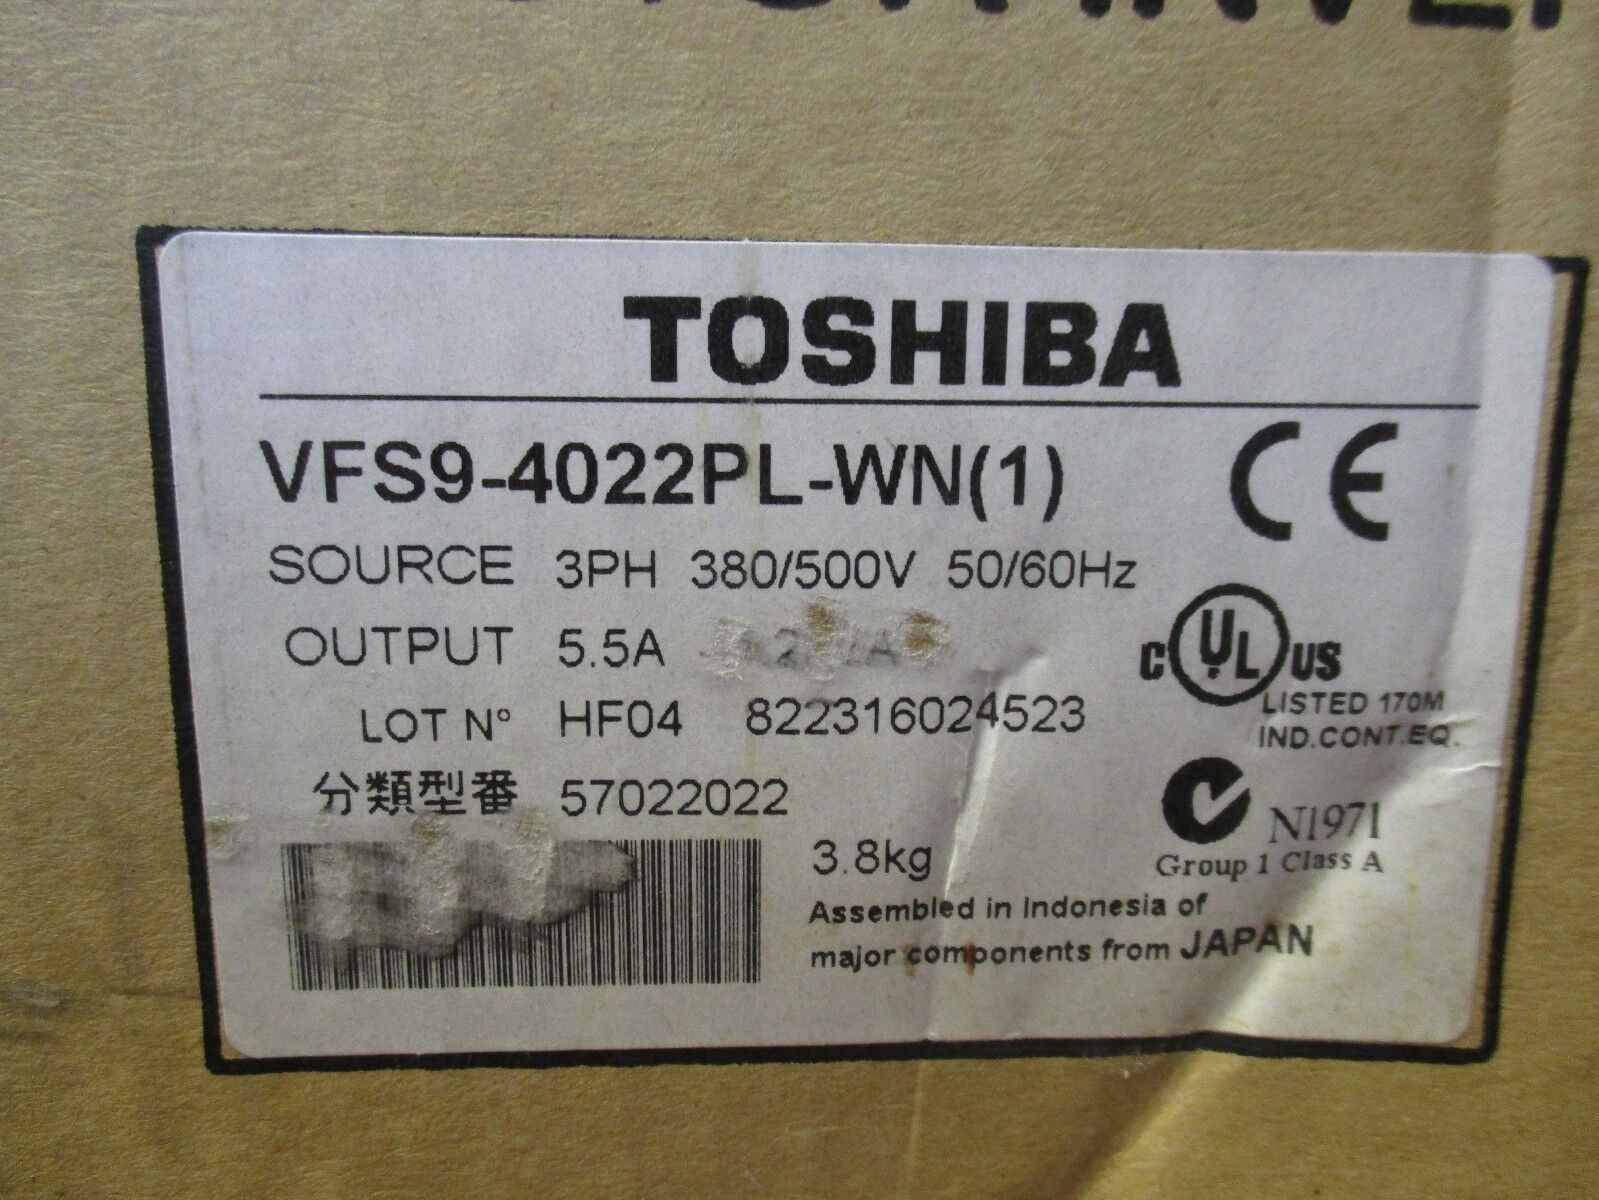 TOSHIBA
VFS9-4022PL-WN(1)
CE
SOURCE 3PH 380/500V 50/60Hz
OUTPUT 5.5A
C UL US
LISTED 170M
IND.CONT.EQ.
LOT N° HF04 822316024523
分類型番 57022022
N1971
Group 1 Class A
3.8kg
Assembled in Indonesia of
major components from JAPAN